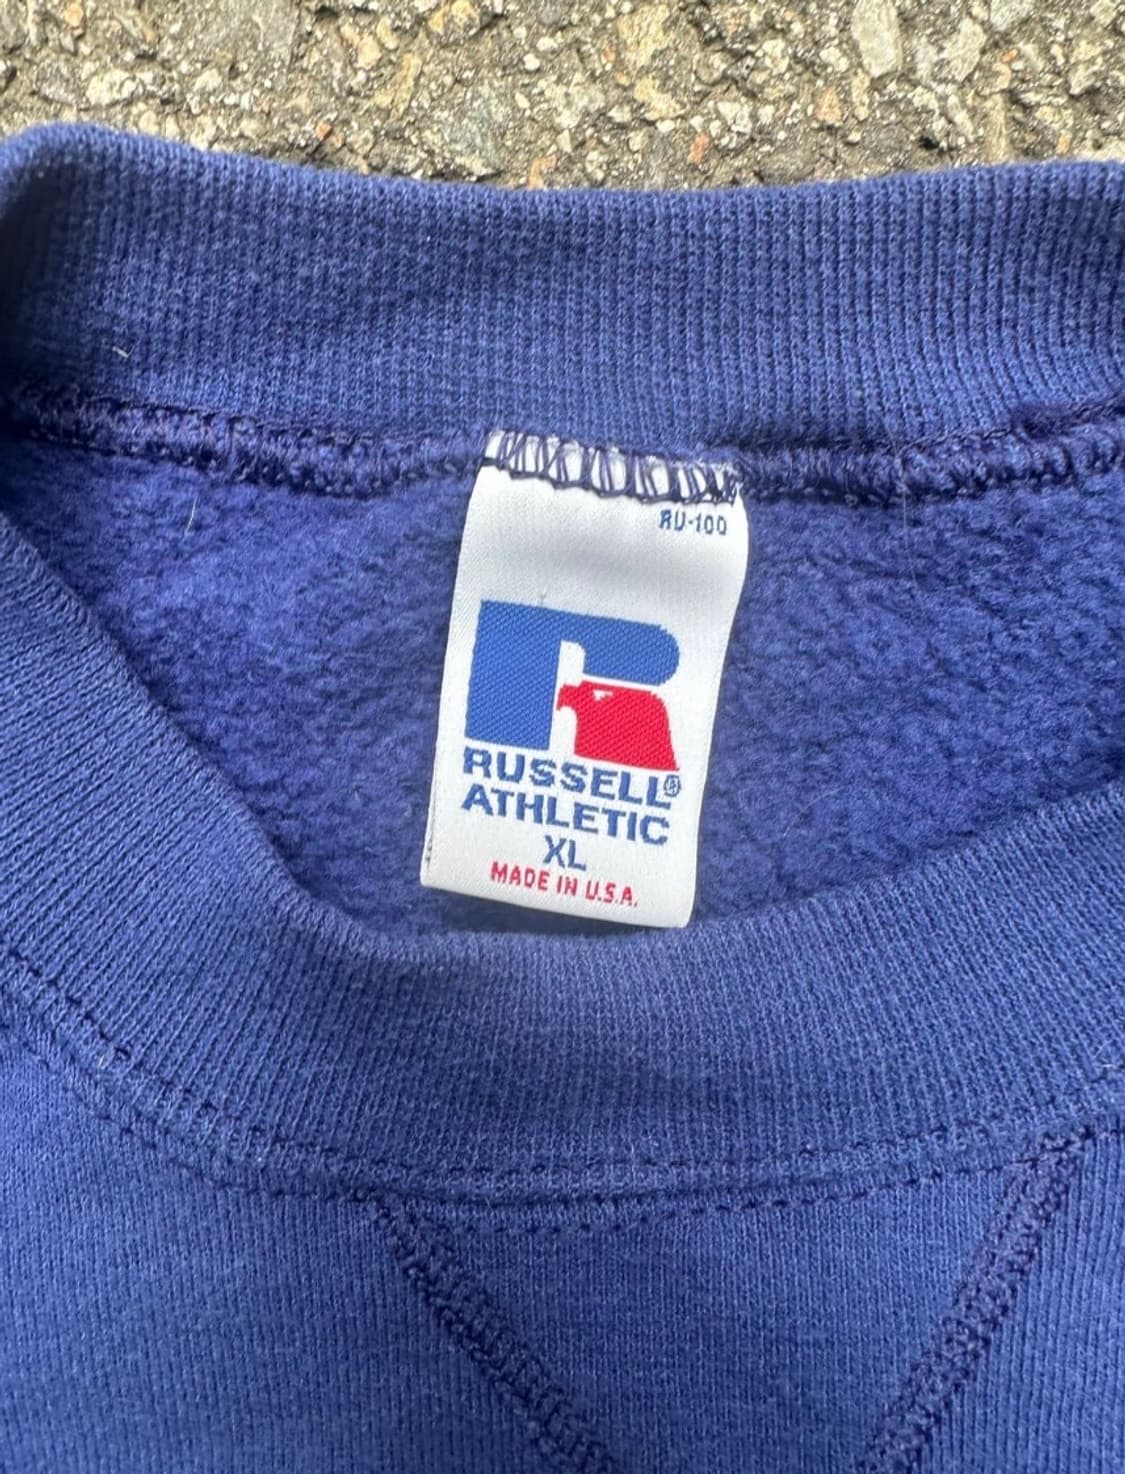 RU-100
RUSSELL®
ATHLETIC
XL
MADE IN U.S.A.